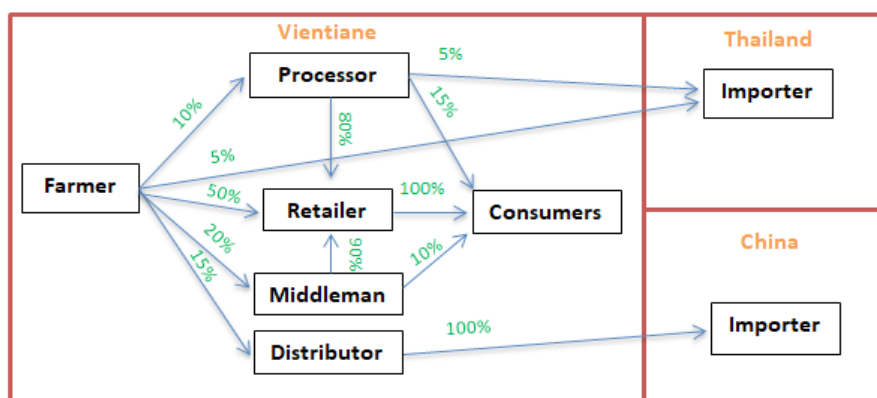 Vientiane
Thailand
Processor
5%
Importer
10%
80%
15%
5%
Farmer
50%
100%
Retailer
Consumers
20%
China
15%
90%
10%
Middleman
Importer
100%
Distributor